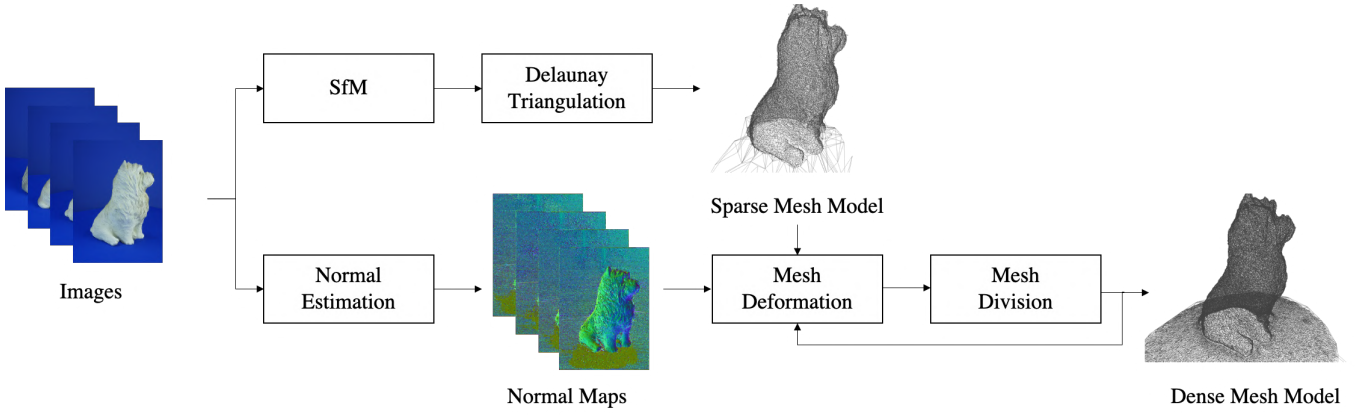 SfM
Delaunay
Triangulation
Images
Sparse Mesh Model
Normal
Estimation
Normal Maps
Mesh
Deformation
Mesh
Division
Dense Mesh Model